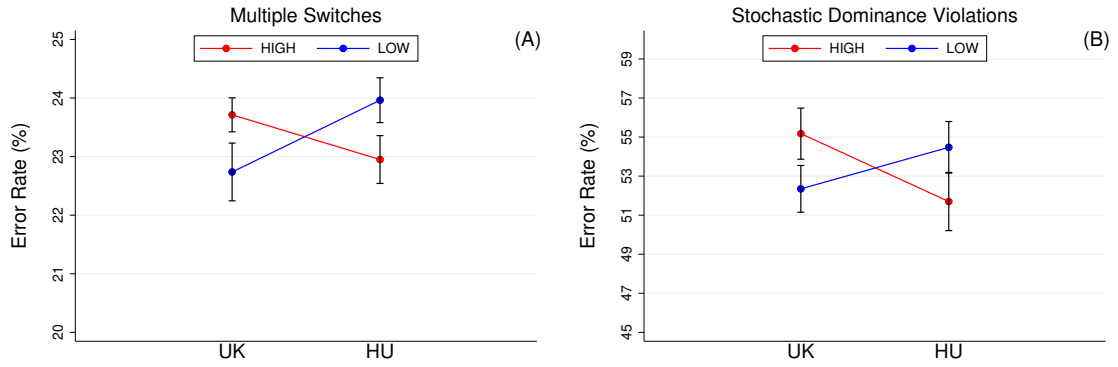 Multiple Switches
(A)
HIGH LOW
Error Rate (%)
25
24
23
22
21
20
UK HU
Stochastic Dominance Violations
(B)
HIGH LOW
Error Rate (%)
59
57
55
53
51
49
47
45
UK HU